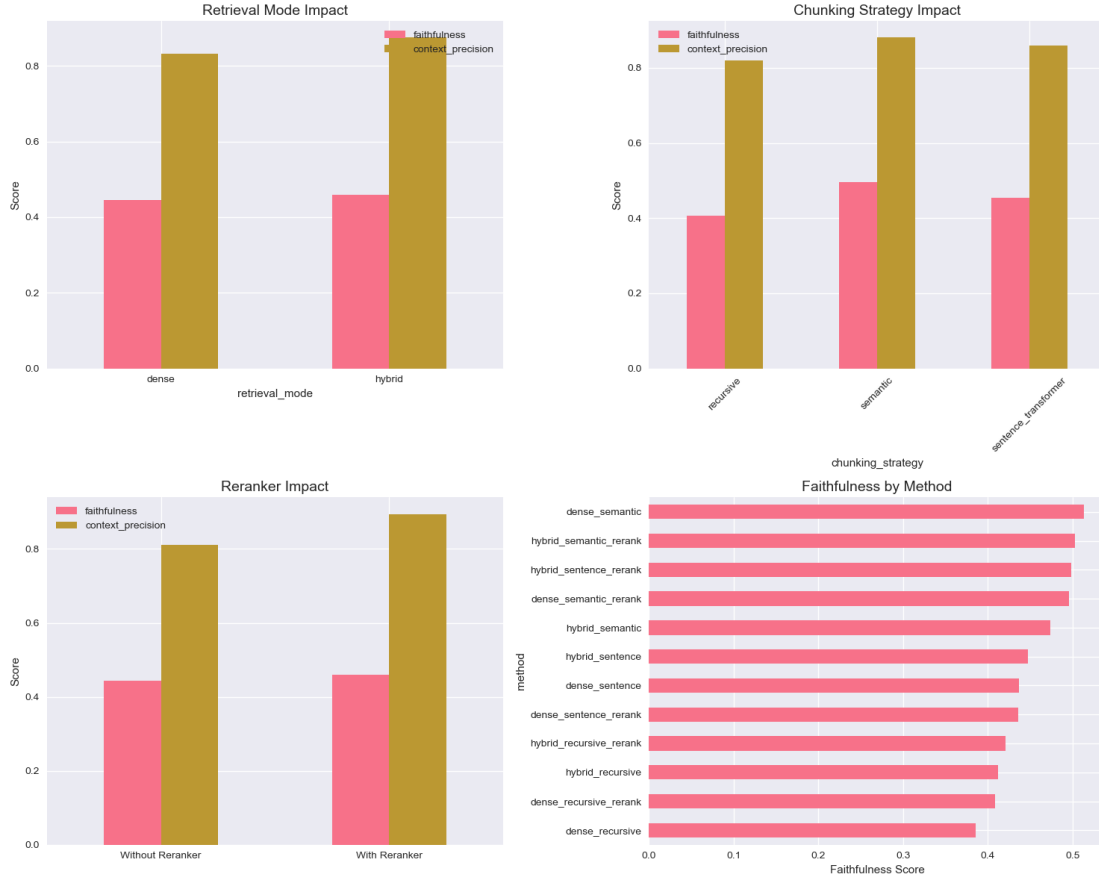 Retrieval Mode Impact
faithfulness
context_precision
Score
0.8
0.6
0.4
0.2
0.0
dense
hybrid
retrieval_mode
Chunking Strategy Impact
faithfulness
context_precision
Score
0.8
0.6
0.4
0.2
0.0
recursive
semantic
sentence_transformer
chunking_strategy
Reranker Impact
faithfulness
context_precision
Score
0.8
0.6
0.4
0.2
0.0
Without Reranker
With Reranker
Faithfulness by Method
method
dense_semantic
hybrid_semantic_rerank
hybrid_sentence_rerank
dense_semantic_rerank
hybrid_semantic
hybrid_sentence
dense_sentence
dense_sentence_rerank
hybrid_recursive_rerank
hybrid_recursive
dense_recursive_rerank
dense_recursive
0.0 0.1 0.2 0.3 0.4 0.5
Faithfulness Score